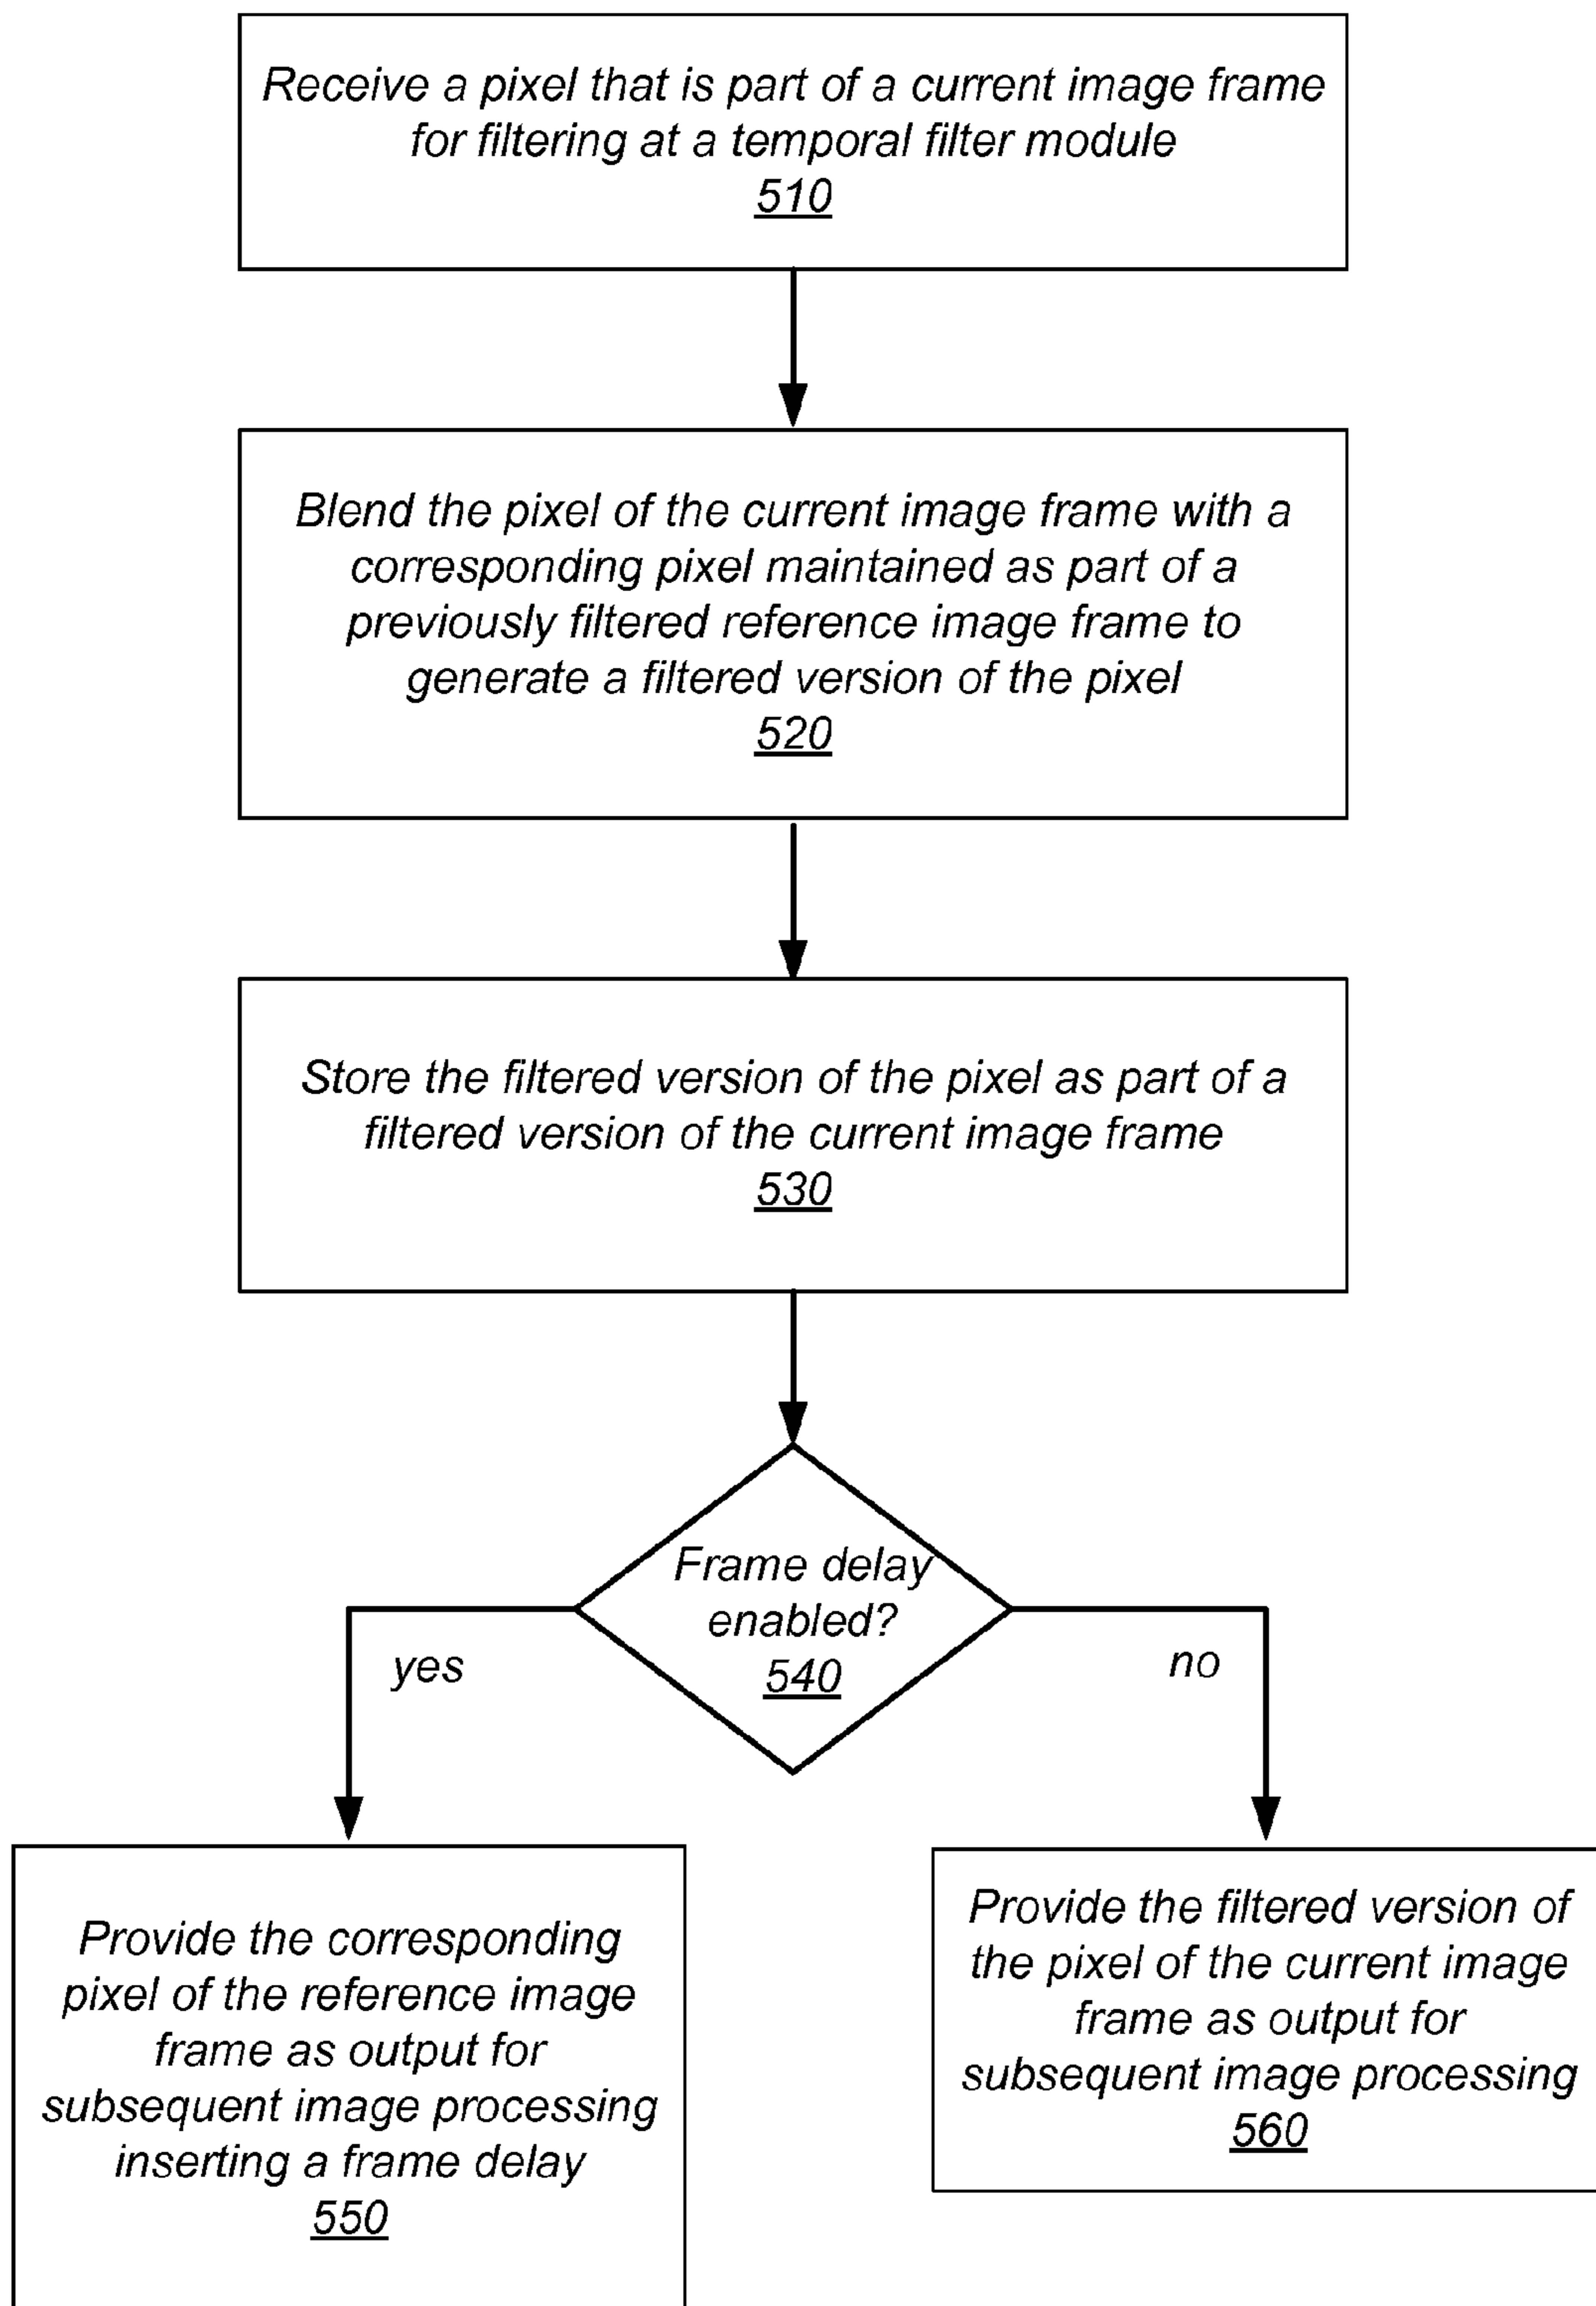 Receive a pixel that is part of a current image frame
for filtering at a temporal filter module
510
Blend the pixel of the current image frame with a
corresponding pixel maintained as part of a
previously filtered reference image frame to
generate a filtered version of the pixel
520
Store the filtered version of the pixel as part of a
filtered version of the current image frame
530
Frame delay
enabled?
540
yes
no
Provide the corresponding
pixel of the reference image
frame as output for
subsequent image processing
inserting a frame delay
550
Provide the filtered version of
the pixel of the current image
frame as output for
subsequent image processing
560